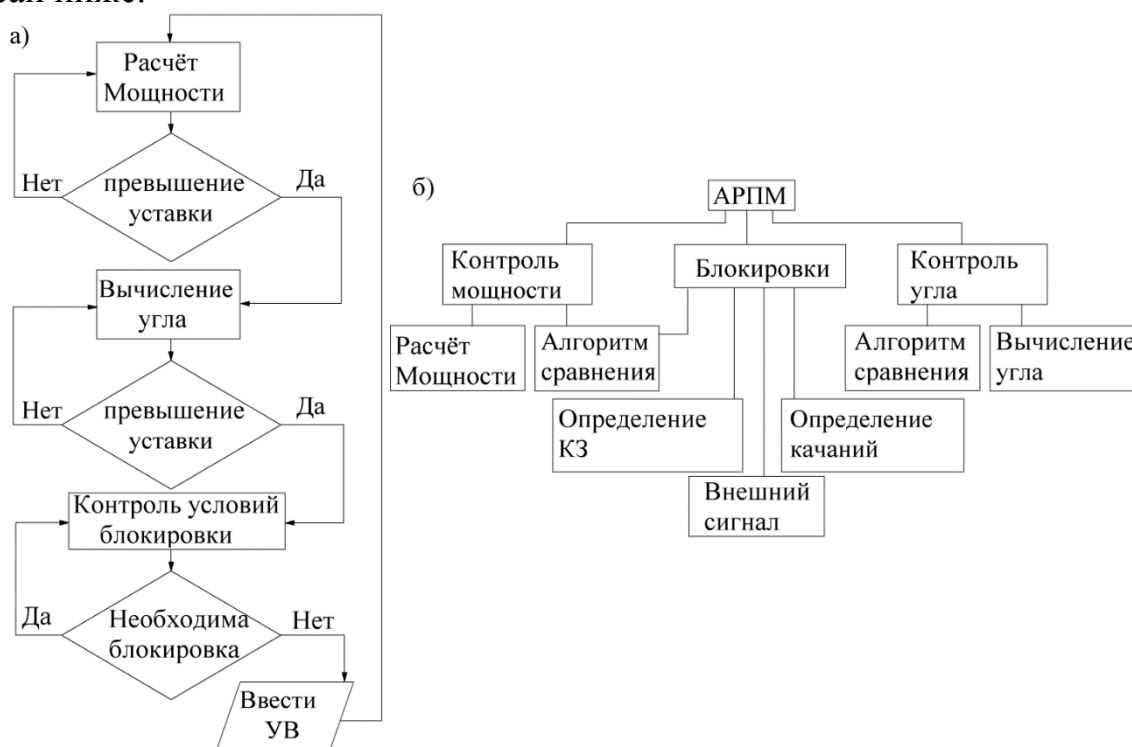 а)
Расчёт
Мощности
превышение
уставки
Нет
Да
Вычисление
угла
превышение
уставки
Нет
Да
Контроль условий
блокировки
Необходима
блокировка
Да
Нет
Ввести
УВ
б)
АРПМ
Контроль
мощности
Блокировки
Контроль
угла
Расчёт
Мощности
Алгоритм
сравнения
Алгоритм
сравнения
Вычисление
угла
Определение
КЗ
Определение
качаний
Внешний
сигнал